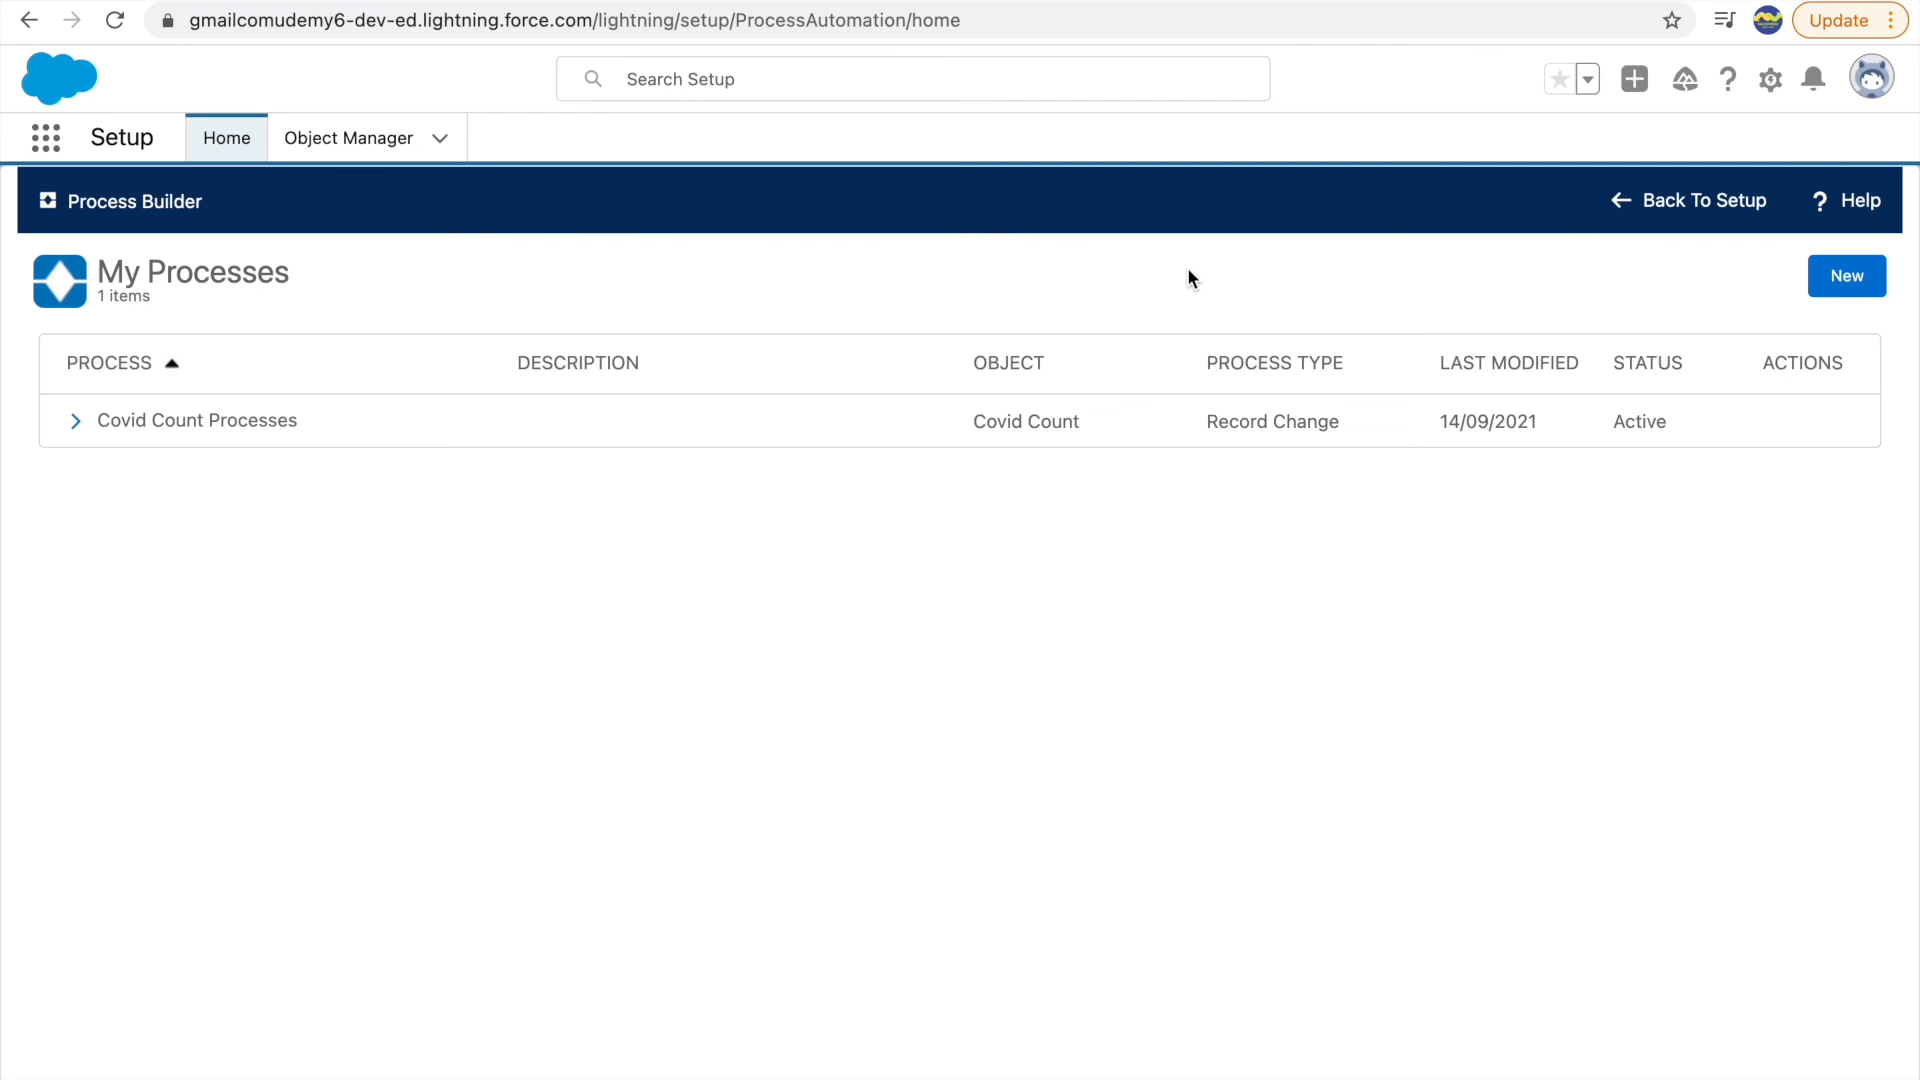 gmailcomudemy6-dev-ed.lightning.force.com/lightning/setup/ProcessAutomation/home
Update
Search Setup
Setup
Home
Object Manager
Process Builder
Back To Setup
? Help
My Processes
1 items
New
PROCESS DESCRIPTION OBJECT PROCESS TYPE LAST MODIFIED STATUS ACTIONS
Covid Count Processes Covid Count Record Change 14/09/2021 Active